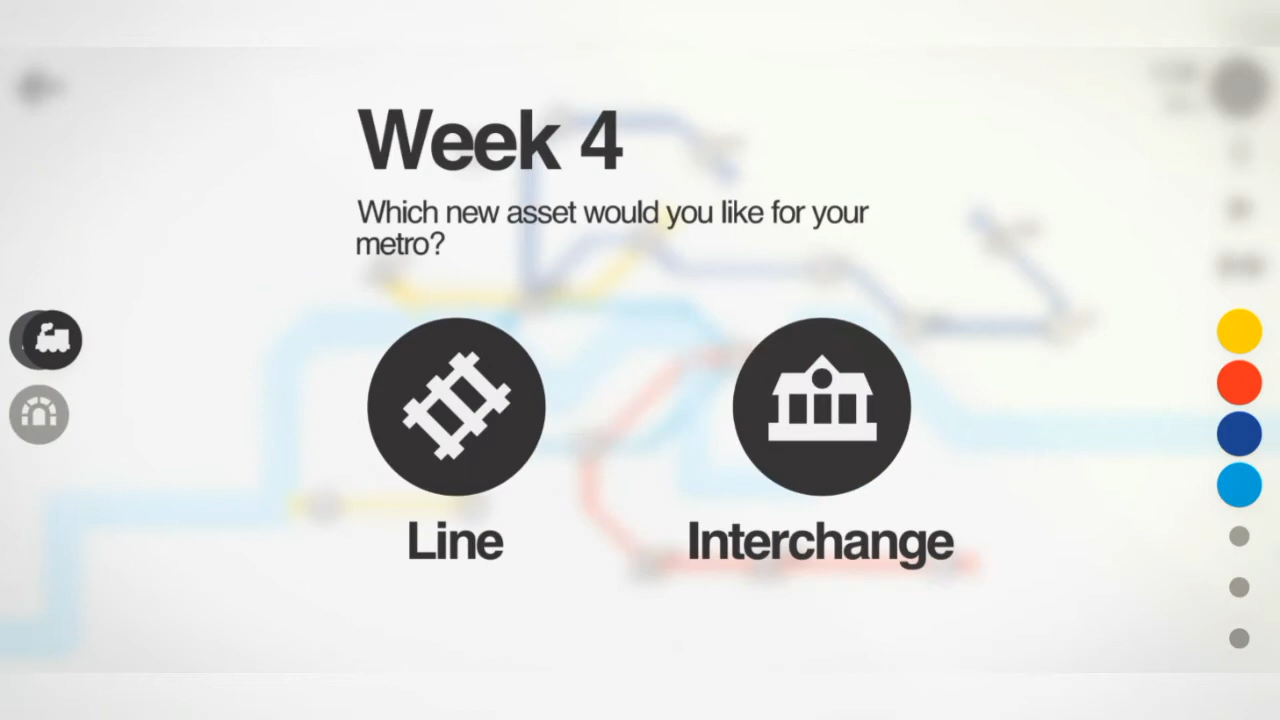 Week 4
Which new asset would you like for your
metro?
Line
Interchange